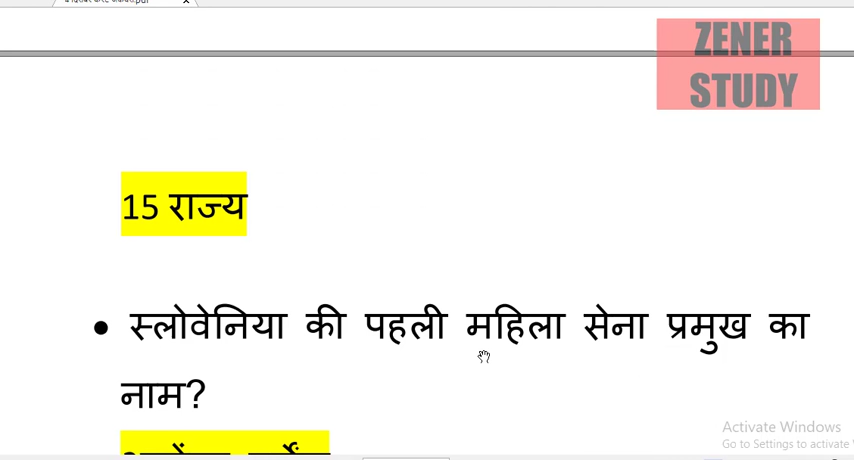 ZENER
STUDY
15 राज्य
● स्लोवेनिया की पहली महिला सेना प्रमुख का
नाम?
Activate Windows
Go to Settings to activate